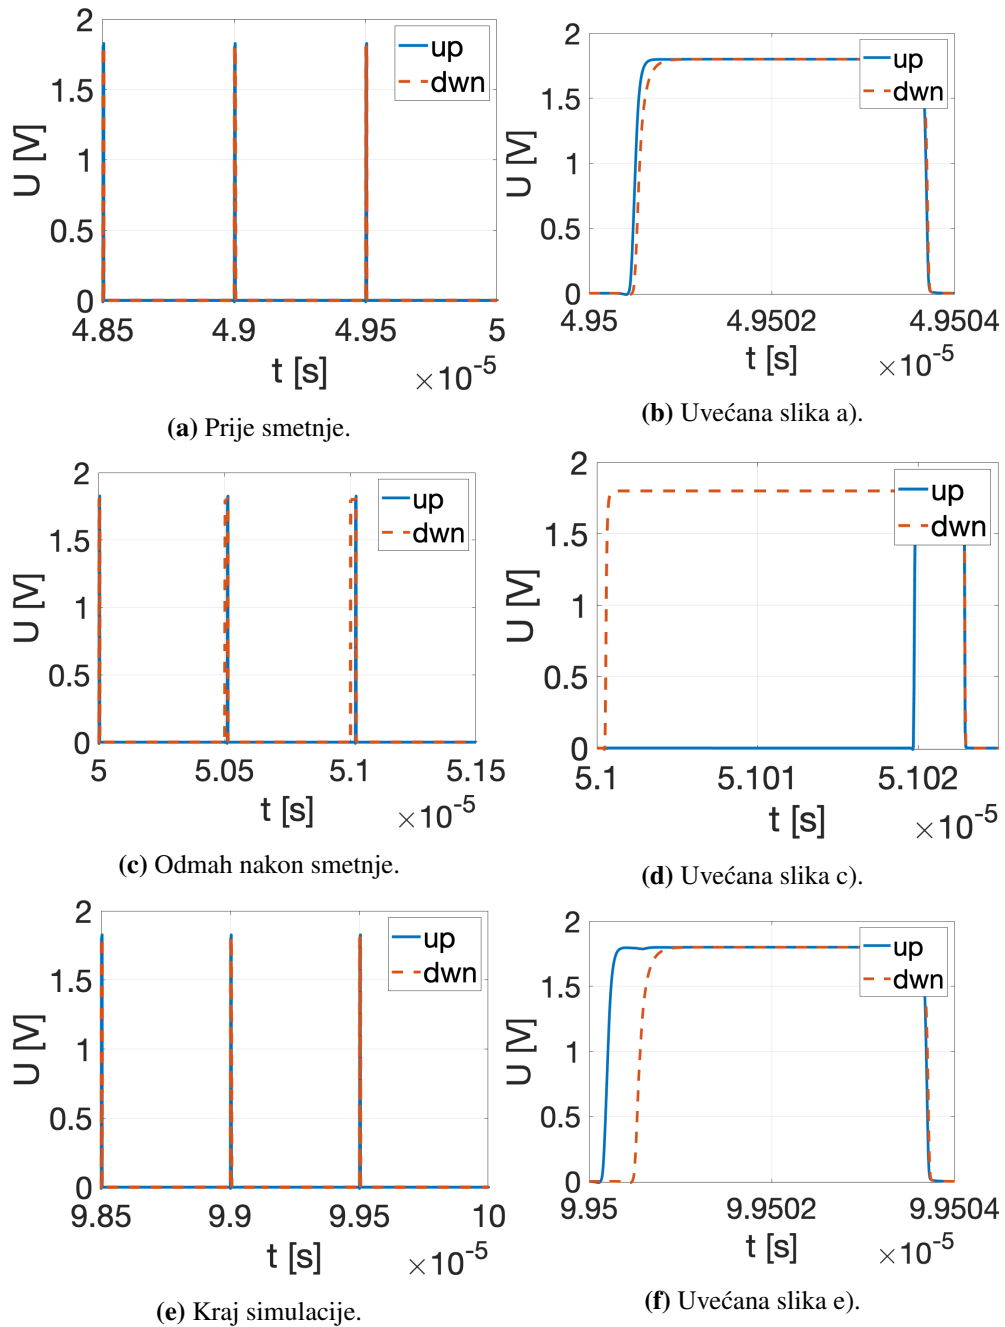 2
1.5
1
0.5
0
U [V]
up
dwn
4.85 4.9 4.95 5
t [s] ×10-5
(a) Prije smetnje.
2
1.5
1
0.5
0
U [V]
up
dwn
4.95 4.9502 4.9504
t [s] ×10-5
(b) Uvećana slika a).
2
1.5
1
0.5
0
U [V]
up
dwn
5 5.05 5.1 5.15
t [s] ×10-5
(c) Odmah nakon smetnje.
2
1.5
1
0.5
0
U [V]
up
dwn
5.1 5.101 5.102
t [s] ×10-5
(d) Uvećana slika c).
2
1.5
1
0.5
0
U [V]
up
dwn
9.85 9.9 9.95 10
t [s] ×10-5
(e) Kraj simulacije.
2
1.5
1
0.5
0
U [V]
up
dwn
9.95 9.9502 9.9504
t [s] ×10-5
(f) Uvećana slika e).